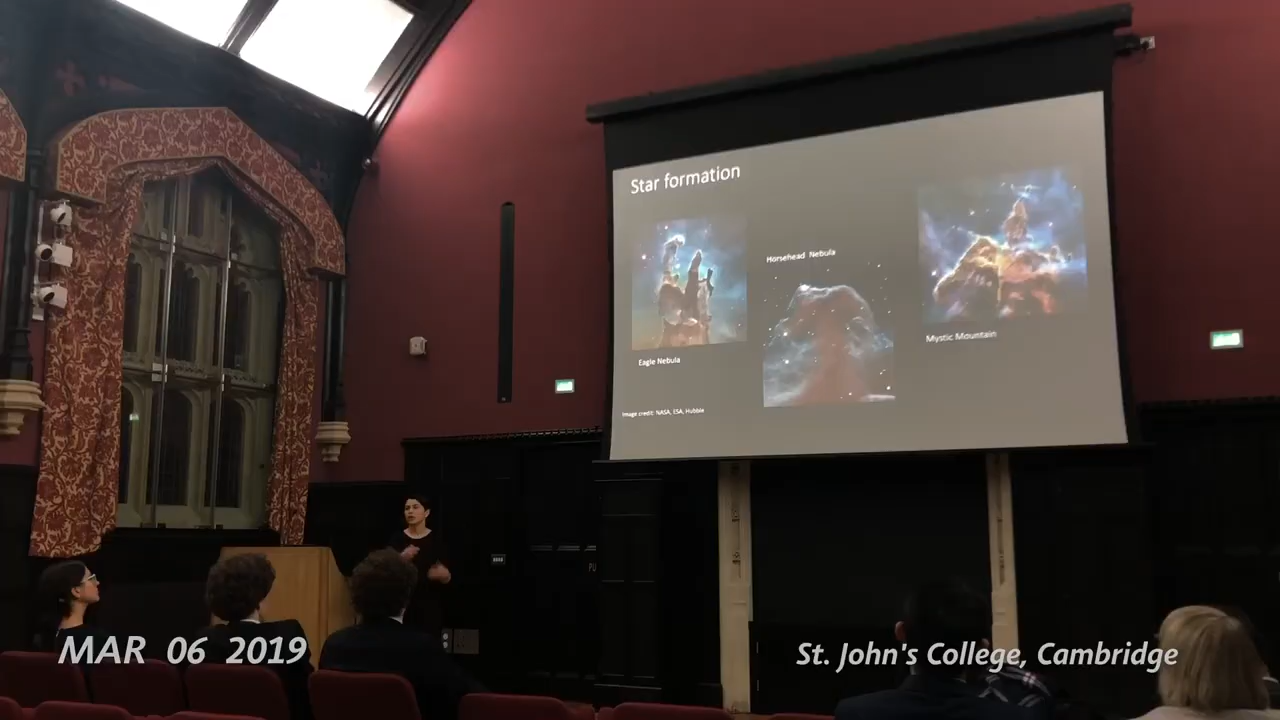 Star formation
Horsehead Nebula
Mystic Mountain
Eagle Nebula
Image credit: NASA, ESA, Hubble
MAR 06 2019
St. John's College, Cambridge